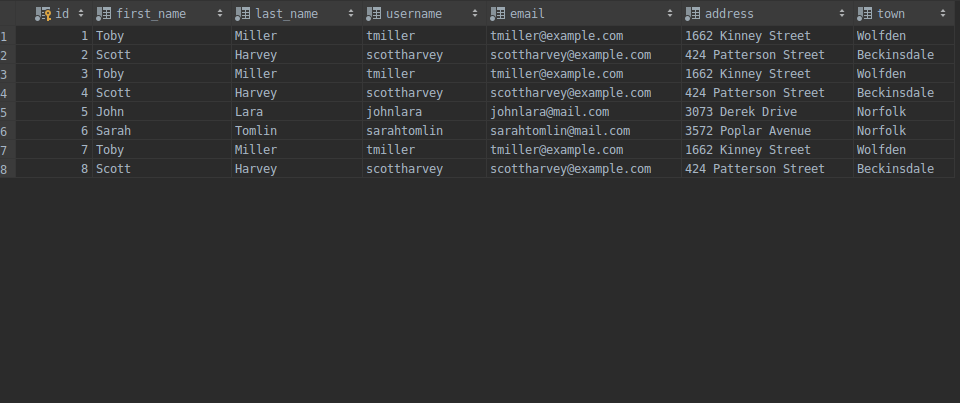 id first_name last_name username email address town
1 1 Toby Miller tmiller tmiller@example.com 1662 Kinney Street Wolfden
2 2 Scott Harvey scottharvey scottharvey@example.com 424 Patterson Street Beckinsdale
3 3 Toby Miller tmiller tmiller@example.com 1662 Kinney Street Wolfden
4 4 Scott Harvey scottharvey scottharvey@example.com 424 Patterson Street Beckinsdale
5 5 John Lara johnlara johnlara@mail.com 3073 Derek Drive Norfolk
6 6 Sarah Tomlin sarahtomlin sarahtomlin@mail.com 3572 Poplar Avenue Norfolk
7 7 Toby Miller tmiller tmiller@example.com 1662 Kinney Street Wolfden
8 8 Scott Harvey scottharvey scottharvey@example.com 424 Patterson Street Beckinsdale